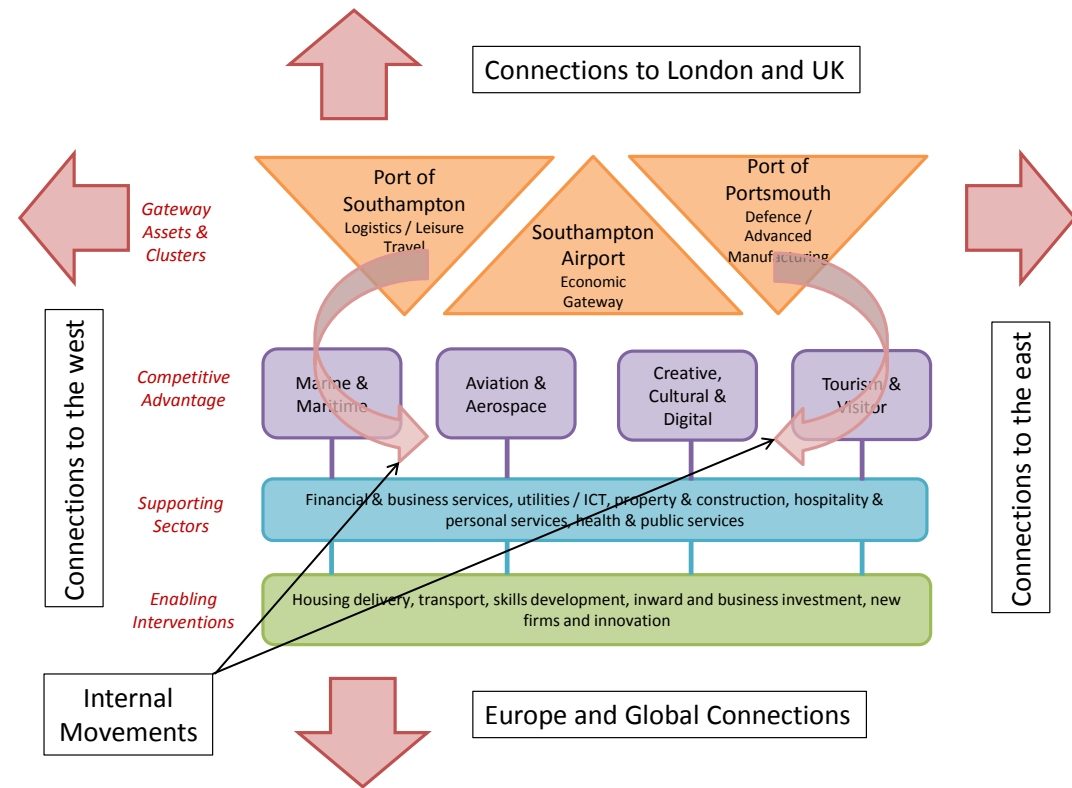 Connections to London and UK
Gateway
Assets &
Clusters
Port of
Southampton
Logistics / Leisure
Travel
Southampton
Airport
Economic
Gateway
Port of
Portsmouth
Defence /
Advanced
Manufacturing
Connections to the west
Connections to the east
Competitive
Advantage
Marine &
Maritime
Aviation &
Aerospace
Creative,
Cultural &
Digital
Tourism &
Visitor
Supporting
Sectors
Financial & business services, utilities / ICT, property & construction, hospitality &
personal services, health & public services
Enabling
Interventions
Housing delivery, transport, skills development, inward and business investment, new
firms and innovation
Internal
Movements
Europe and Global Connections